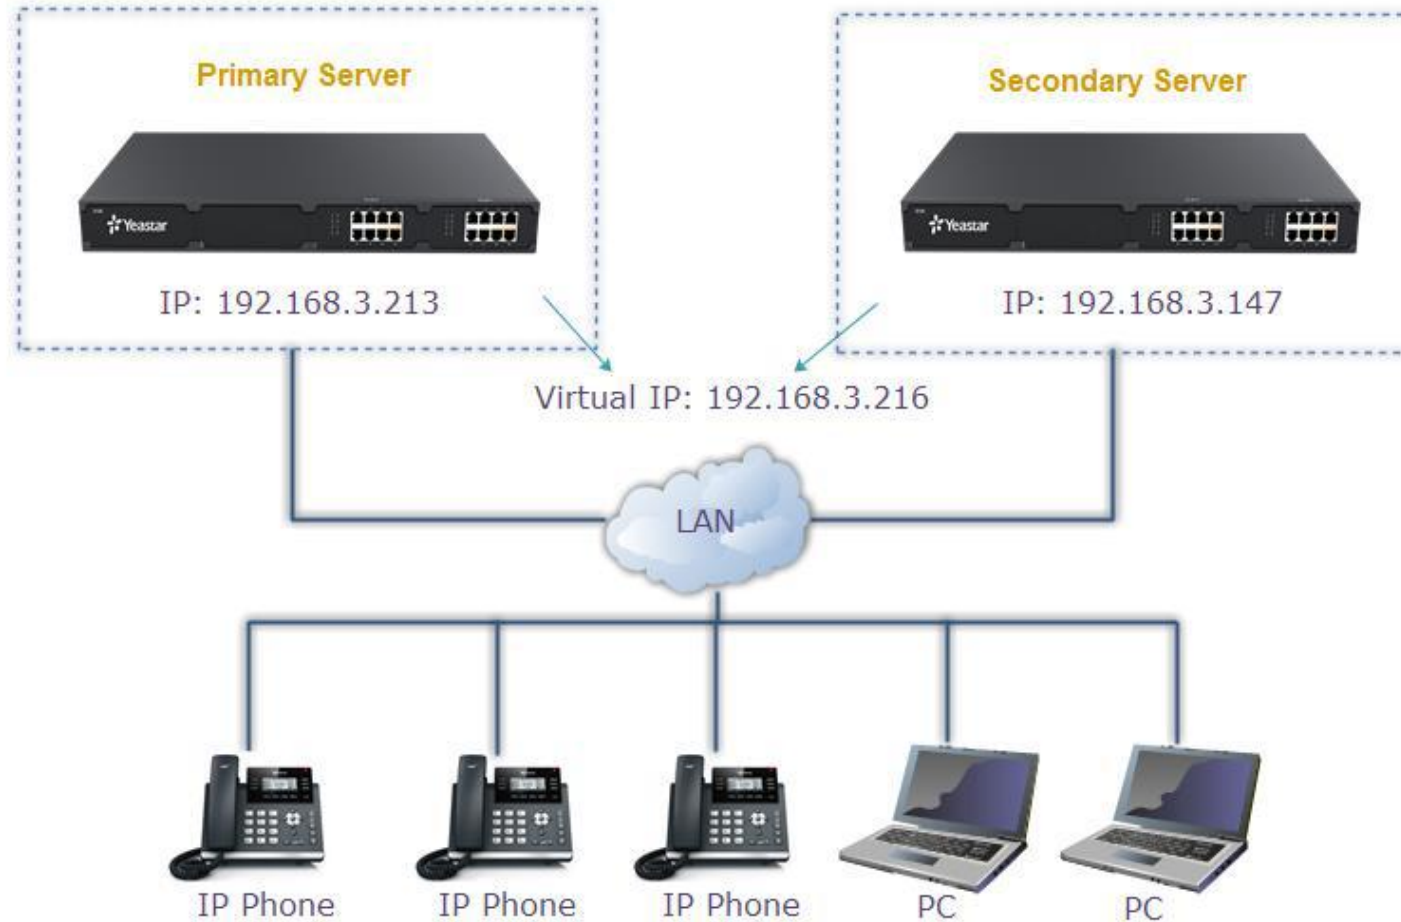 Primary Server
Secondary Server
Yeastar
Yeastar
IP: 192.168.3.213
IP: 192.168.3.147
Virtual IP: 192.168.3.216
LAN
IP Phone
IP Phone
IP Phone
PC
PC